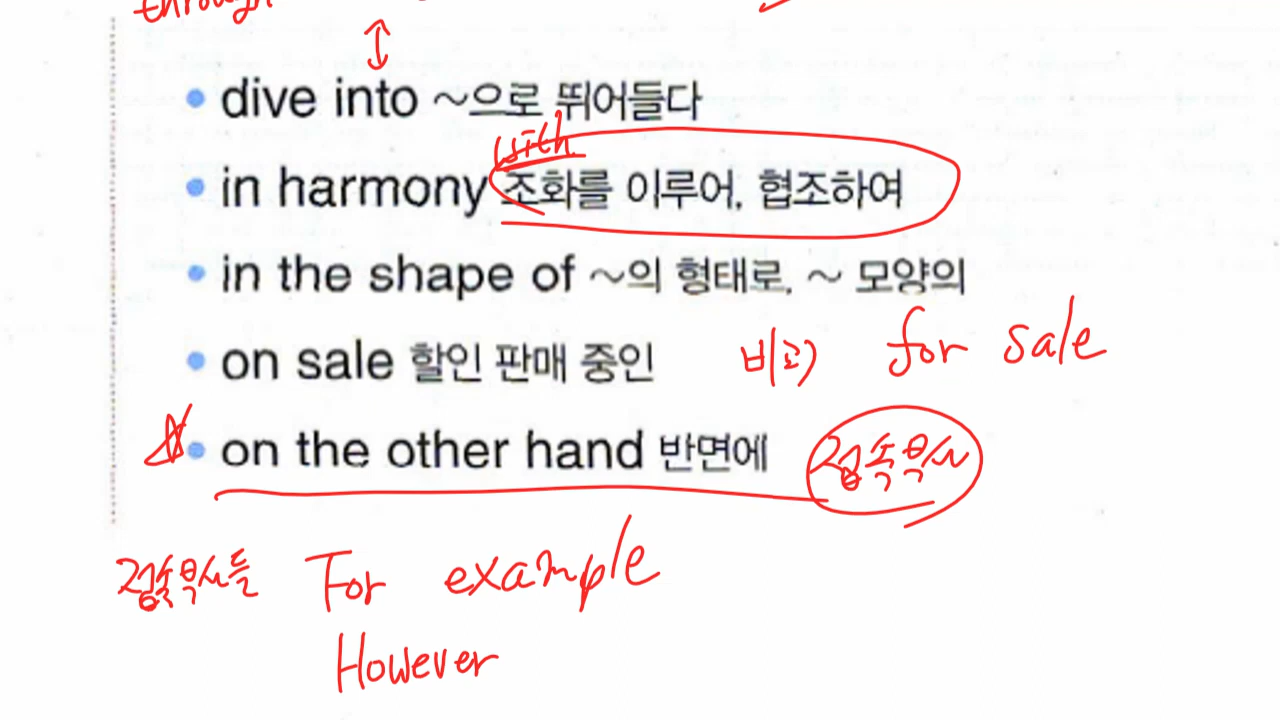 through
• dive into ~으로 뛰어들다
with
• in harmony 조화를 이루어, 협조하여
• in the shape of ~의 형태로, ~ 모양의
• on sale 할인 판매 중인 비교 for sale
☆• on the other hand 반면에 접속부사
접속부사들 For example
However